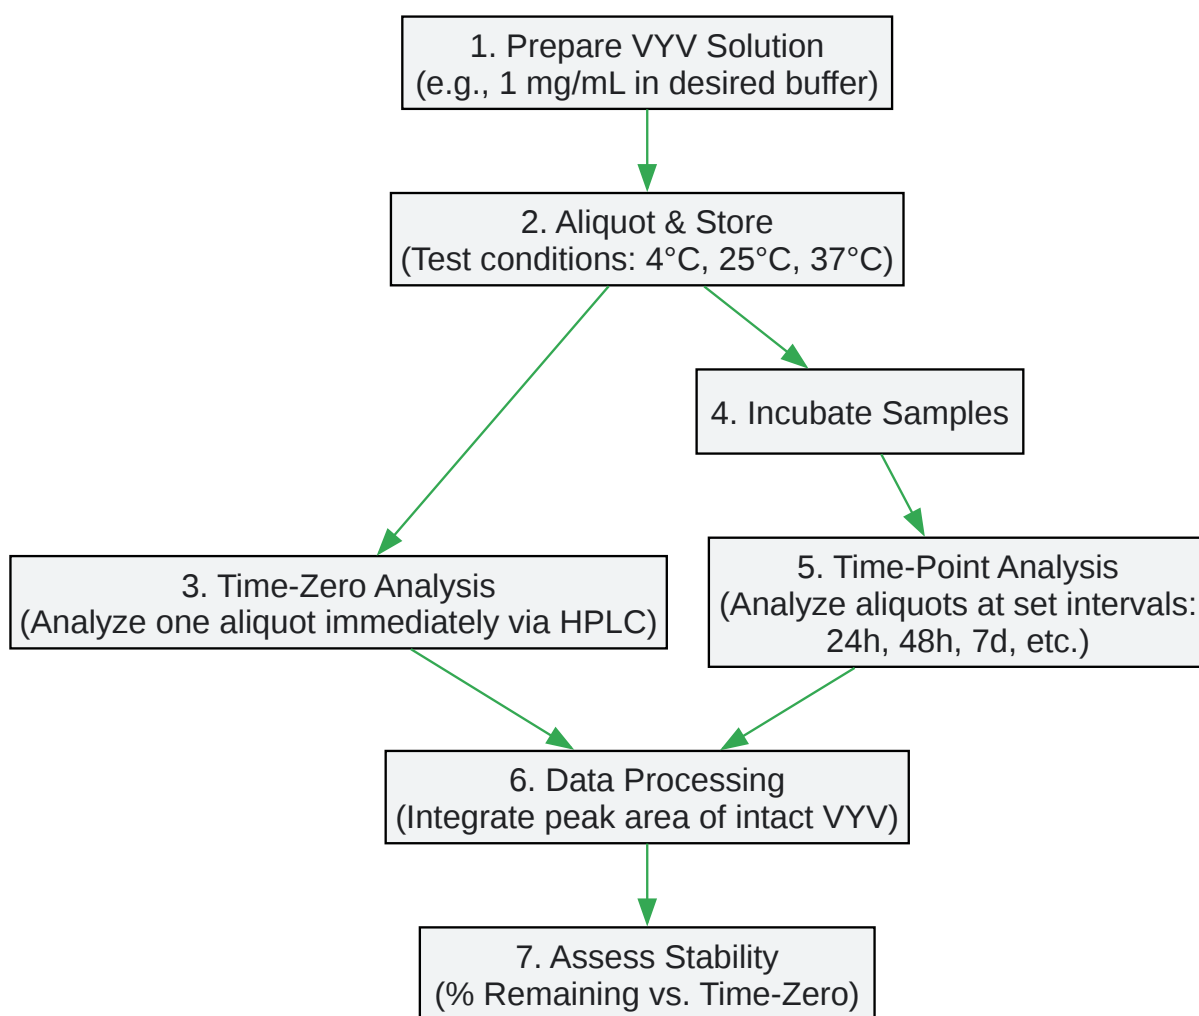 1. Prepare VYV Solution
(e.g., 1 mg/mL in desired buffer)
2. Aliquot & Store
(Test conditions: 4°C, 25°C, 37°C)
4. Incubate Samples
3. Time-Zero Analysis
(Analyze one aliquot immediately via HPLC)
5. Time-Point Analysis
(Analyze aliquots at set intervals:
24h, 48h, 7d, etc.)
6. Data Processing
(Integrate peak area of intact VYV)
7. Assess Stability
(% Remaining vs. Time-Zero)